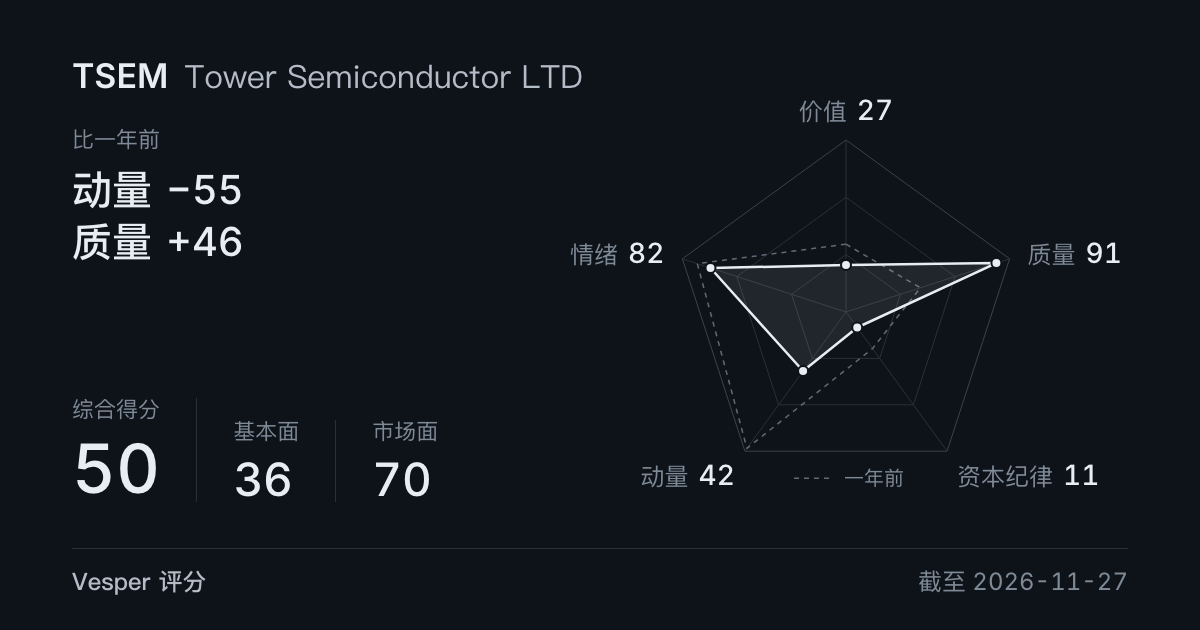 TSEM Tower Semiconductor LTD
比一年前
动量 −55
质量 +46
价值 27
情绪 82
质量 91
动量 42
一年前
资本纪律 11
综合得分
50
基本面
36
市场面
70
Vesper 评分
截至 2026-11-27